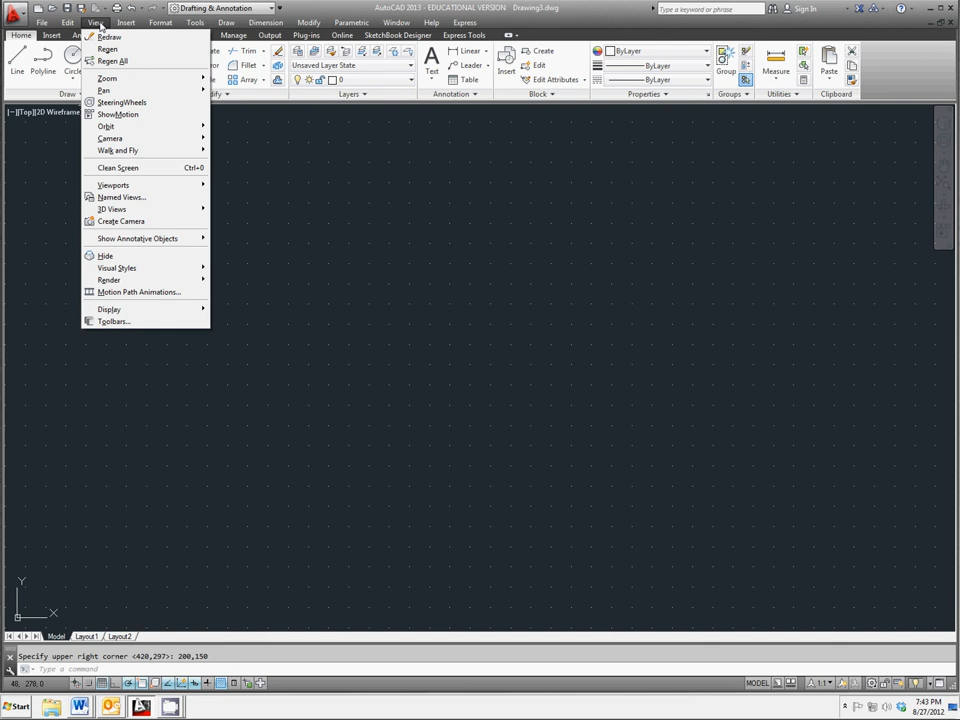 Drafting & Annotation
AutoCAD 2013 - EDUCATIONAL VERSION Drawing3.dwg
Type a keyword or phrase
Sign In
File Edit View Insert Format Tools Draw Dimension Modify Parametric Window Help Express
Home Insert Manage Output Plug-ins Online SketchBook Designer Express Tools
Line Polyline Circle
Draw
Trim
Fillet
Array
Unsaved Layer State
0
Layers
Text
Linear
Leader
Table
Annotation
Insert
Create
Edit
Edit Attributes
Block
ByLayer
ByLayer
ByLayer
Properties
Group
Groups
Measure
Utilities
Paste
Clipboard
Redraw
Regen
Regen All
Zoom
Pan
SteeringWheels
ShowMotion
Orbit
Camera
Walk and Fly
Clean Screen Ctrl+0
Viewports
Named Views...
3D Views
Create Camera
Show Annotative Objects
Hide
Visual Styles
Render
Motion Path Animations...
Display
Toolbars...
[−][Top][2D Wireframe
Y
X
Model Layout1 Layout2
Specify upper right corner <420,297>: 200,150
Type a command
48, 278, 0
MODEL
1:1
Start
7:43 PM
8/27/2012